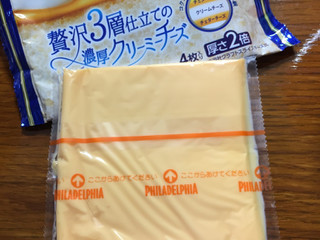 クリームチーズ
チェダーチーズ
贅沢3層仕立ての
濃厚クリーミーチーズ
4枚入り
厚さ2倍
ここからあけてください
ここからあけてください
PHILADELPHIA
PHILADELPHIA